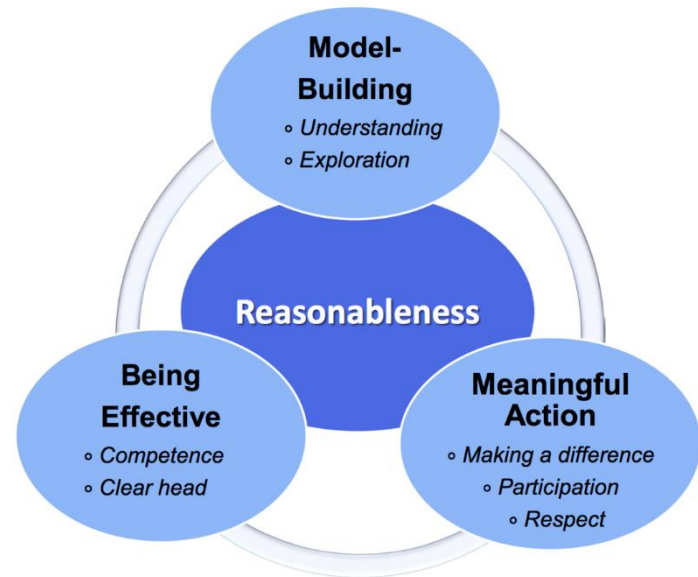 Model-
Building
∘ Understanding
∘ Exploration
Reasonableness
Being
Effective
∘ Competence
∘ Clear head
Meaningful
Action
∘ Making a difference
∘ Participation
∘ Respect